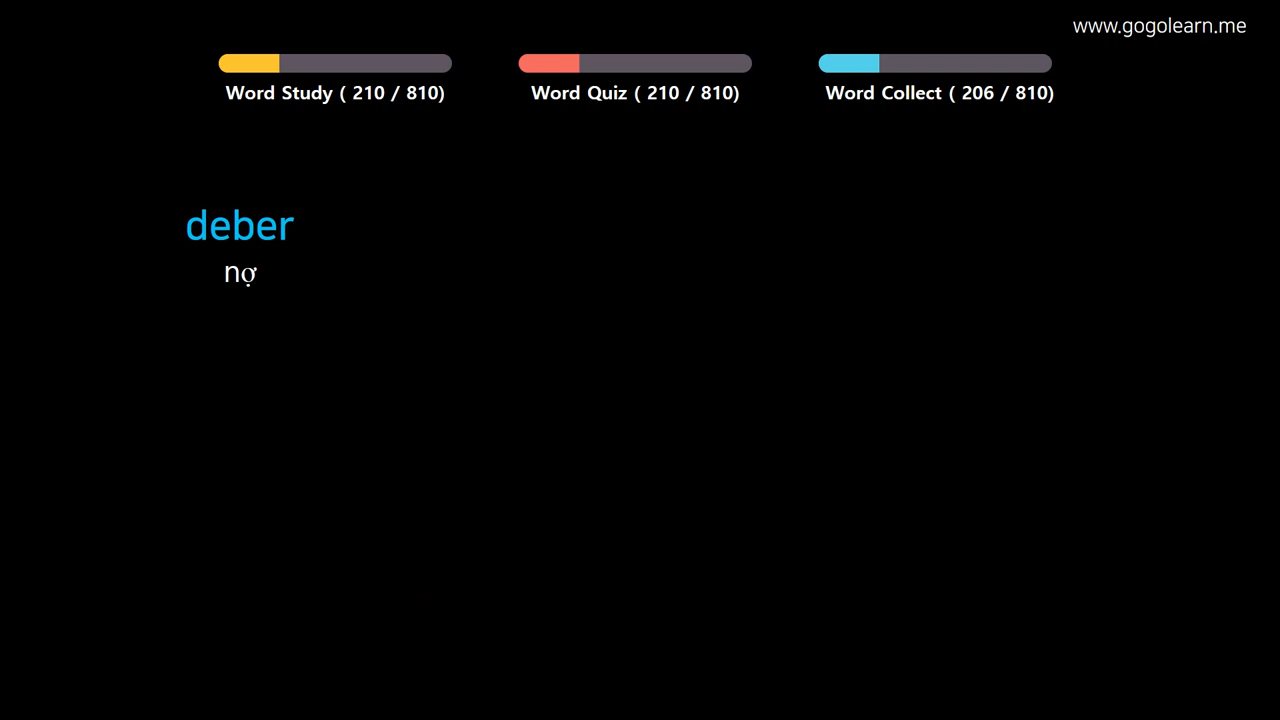 www.gogolearn.me
Word Study ( 210 / 810)
Word Quiz ( 210 / 810)
Word Collect ( 206 / 810)
deber
nợ